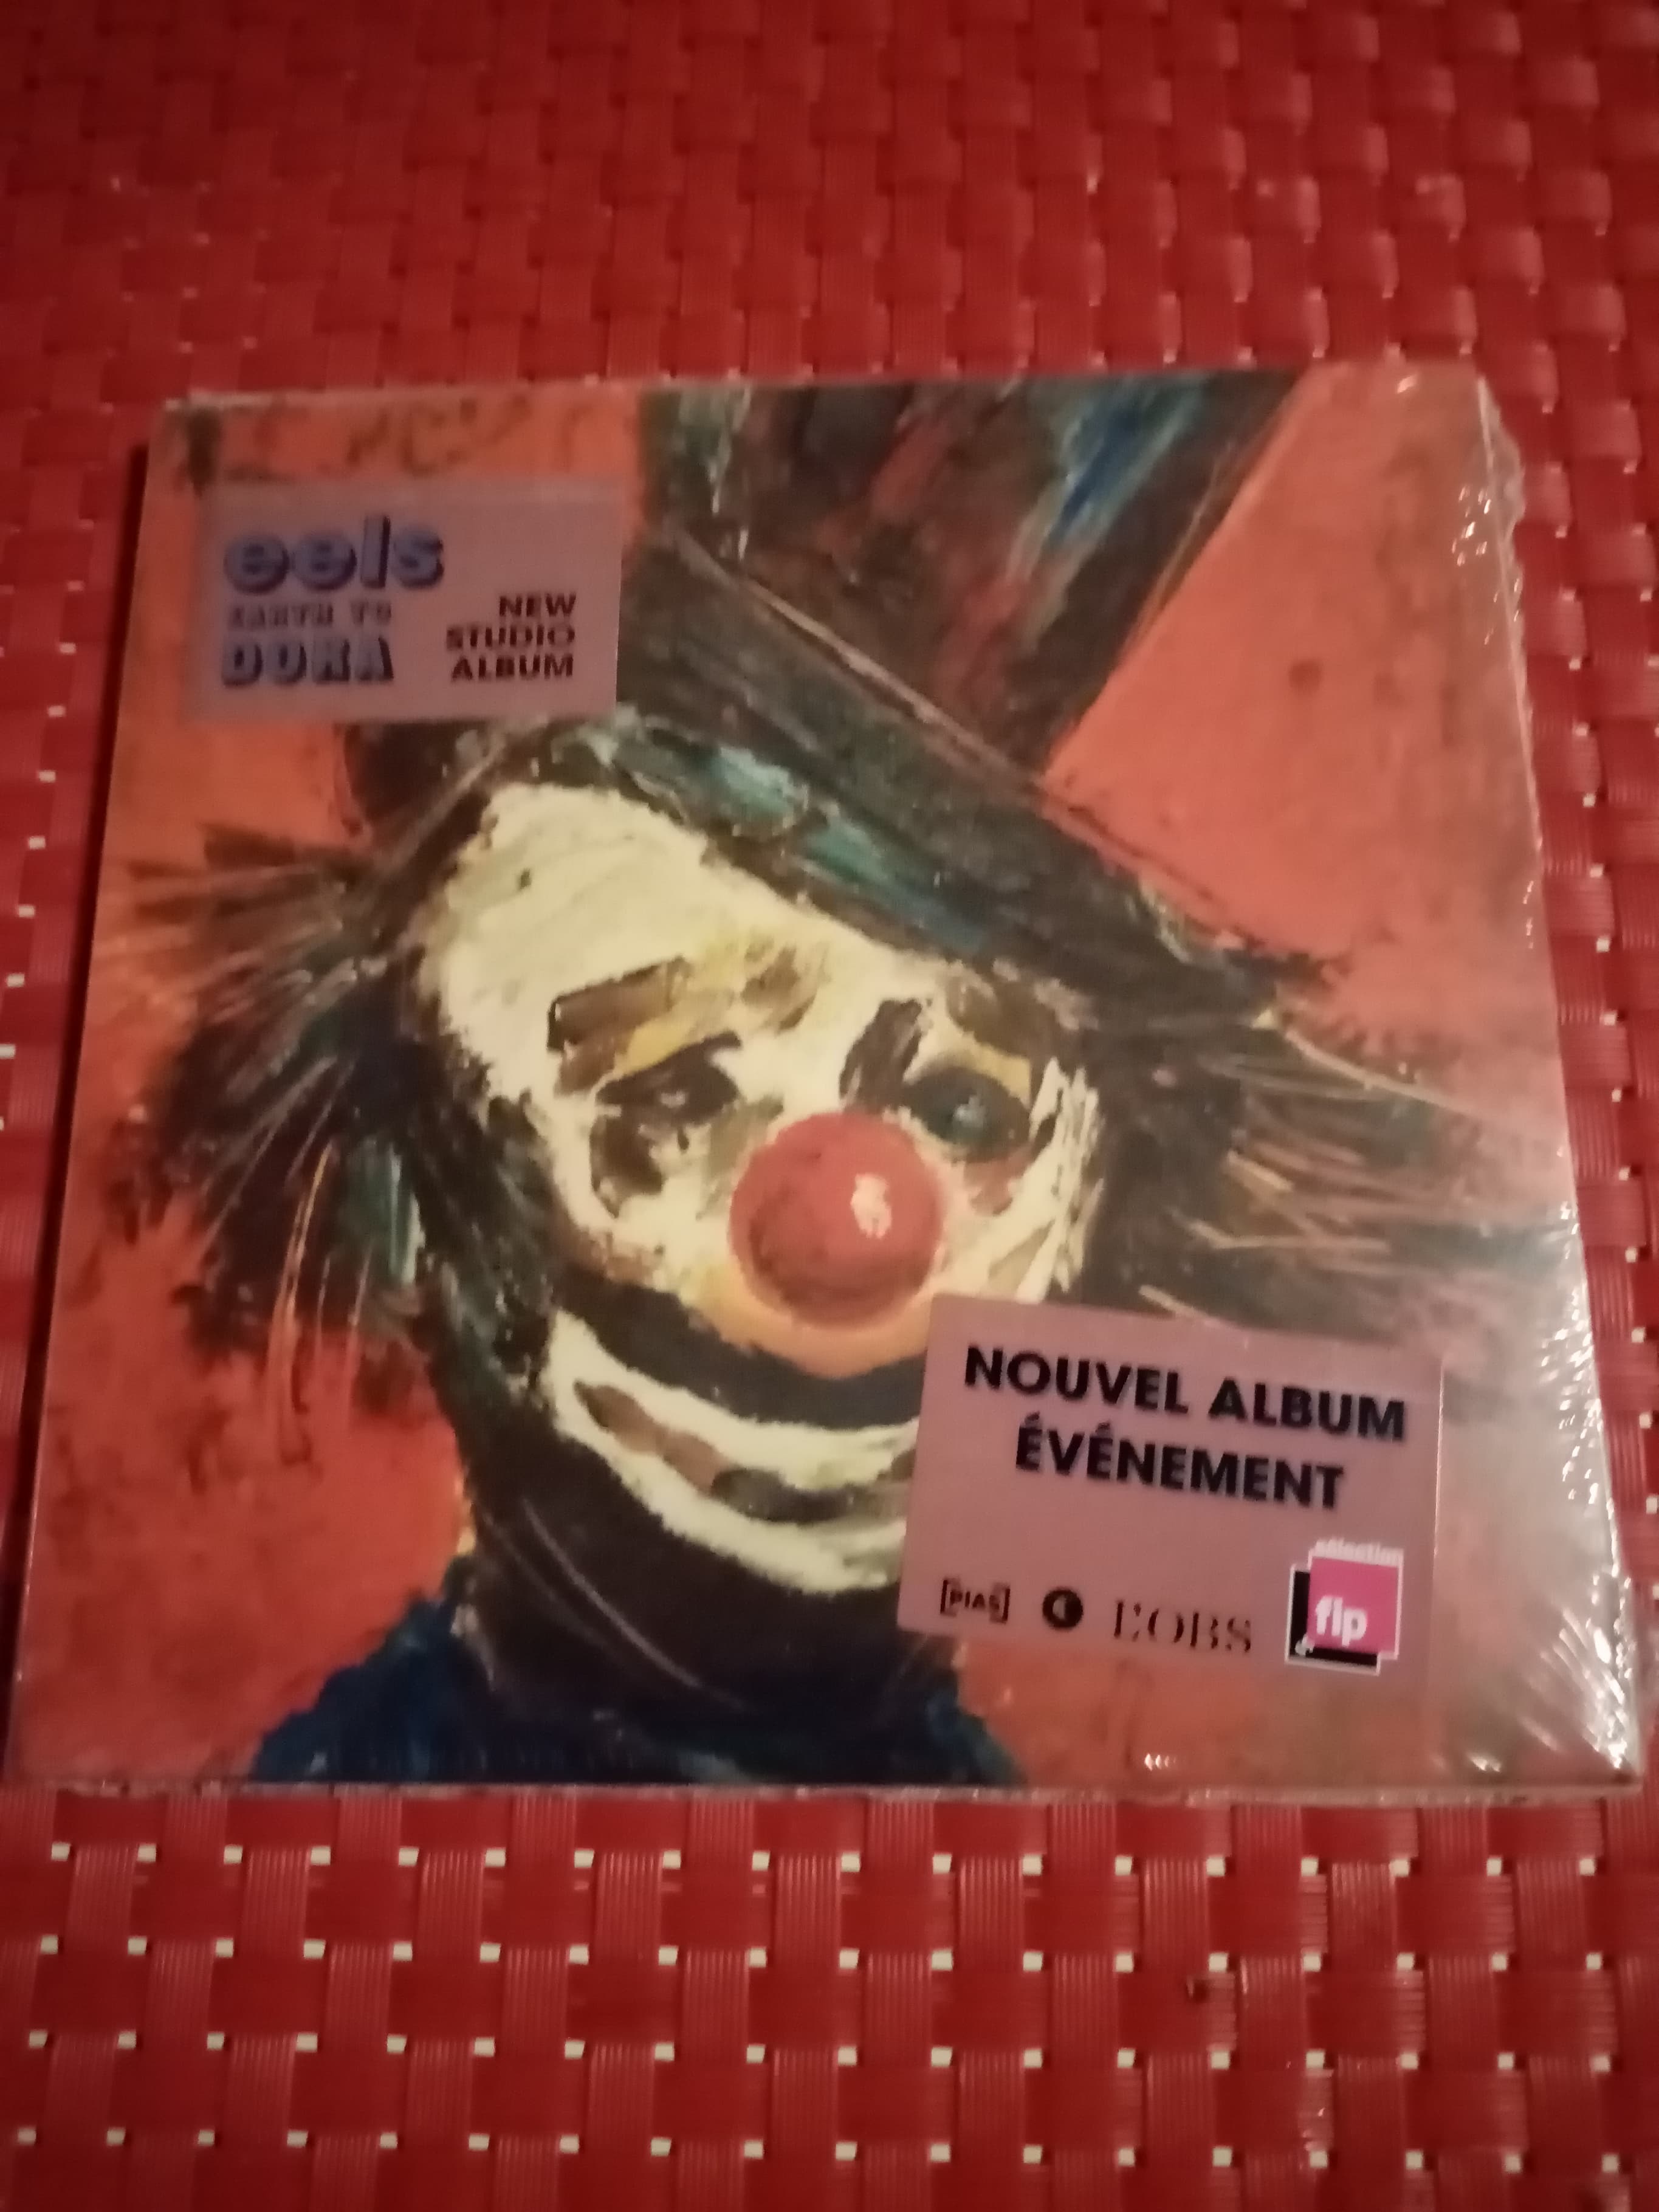 eels
EARTH TO
DORA
NEW
STUDIO
ALBUM
NOUVEL ALBUM
ÉVÉNEMENT
[PIAS]
L'OBS
sélection
fip